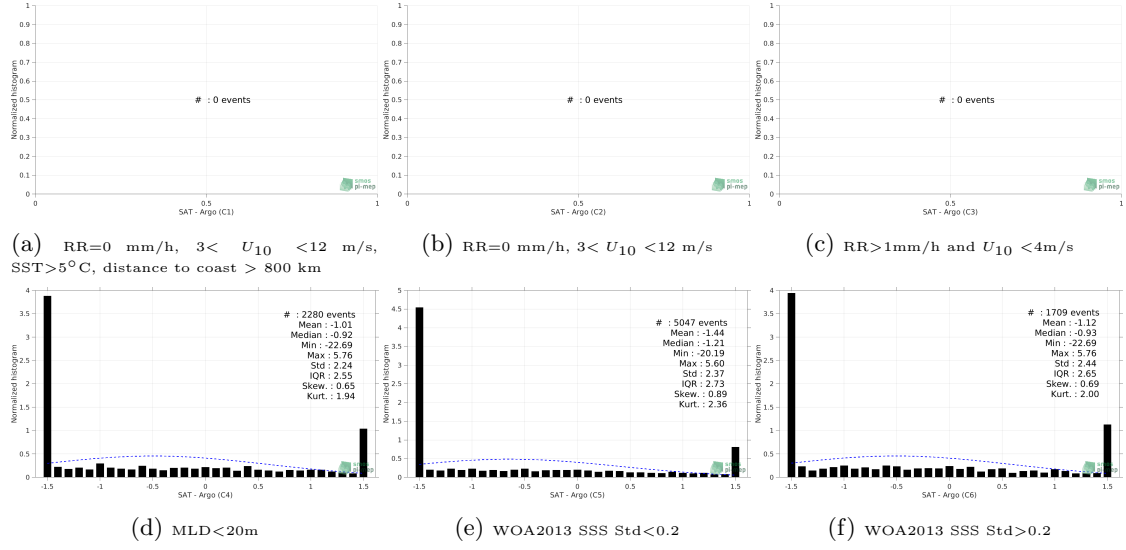 1
0.9
0.8
0.7
0.6
0.5
0.4
0.3
0.2
0.1
0
Normalized histogram
# : 0 events
smos
pi-mep
0 0.5 1
SAT - Argo (C1)
(a) RR=0 mm/h, 3< U10 <12 m/s,
SST>5°C, distance to coast > 800 km
1
0.9
0.8
0.7
0.6
0.5
0.4
0.3
0.2
0.1
0
Normalized histogram
# : 0 events
smos
pi-mep
0 0.5 1
SAT - Argo (C2)
(b) RR=0 mm/h, 3< U10 <12 m/s
1
0.9
0.8
0.7
0.6
0.5
0.4
0.3
0.2
0.1
0
Normalized histogram
# : 0 events
smos
pi-mep
0 0.5 1
SAT - Argo (C3)
(c) RR>1mm/h and U10 <4m/s
4
3.5
3
2.5
2
1.5
1
0.5
0
Normalized histogram
# : 2280 events
Mean : -1.01
Median : -0.92
Min : -22.69
Max : 5.76
Std : 2.24
IQR : 2.55
Skew. : 0.65
Kurt. : 1.94
smos
pi-mep
-1.5 -1 -0.5 0 0.5 1 1.5
SAT - Argo (C4)
(d) MLD<20m
5
4.5
4
3.5
3
2.5
2
1.5
1
0.5
0
Normalized histogram
# : 5047 events
Mean : -1.44
Median : -1.21
Min : -20.19
Max : 5.60
Std : 2.37
IQR : 2.73
Skew. : 0.89
Kurt. : 2.36
smos
pi-mep
-1.5 -1 -0.5 0 0.5 1 1.5
SAT - Argo (C5)
(e) WOA2013 SSS Std<0.2
4
3.5
3
2.5
2
1.5
1
0.5
0
Normalized histogram
# : 1709 events
Mean : -1.12
Median : -0.93
Min : -22.69
Max : 5.76
Std : 2.44
IQR : 2.65
Skew. : 0.69
Kurt. : 2.00
smos
pi-mep
-1.5 -1 -0.5 0 0.5 1 1.5
SAT - Argo (C6)
(f) WOA2013 SSS Std>0.2